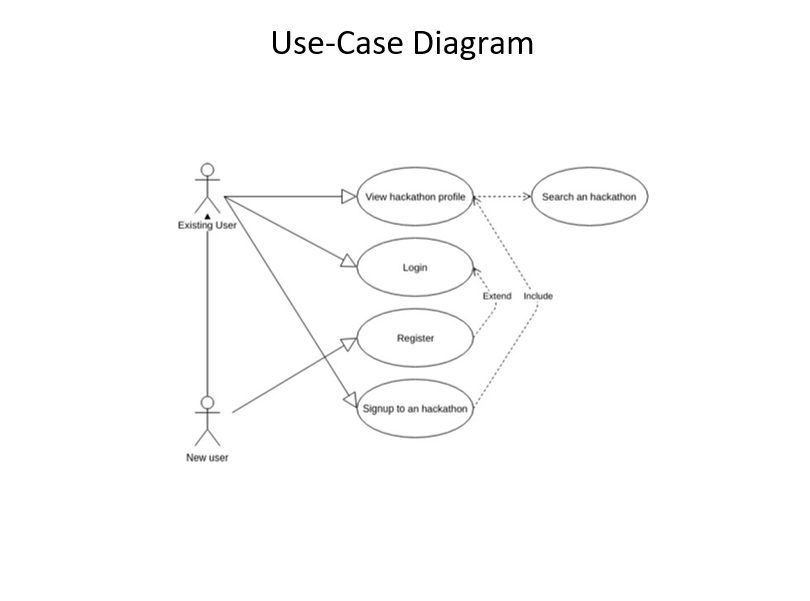 Use-Case Diagram
View hackathon profile
Search an hackathon
Existing User
Login
Extend
Include
Register
Signup to an hackathon
New user